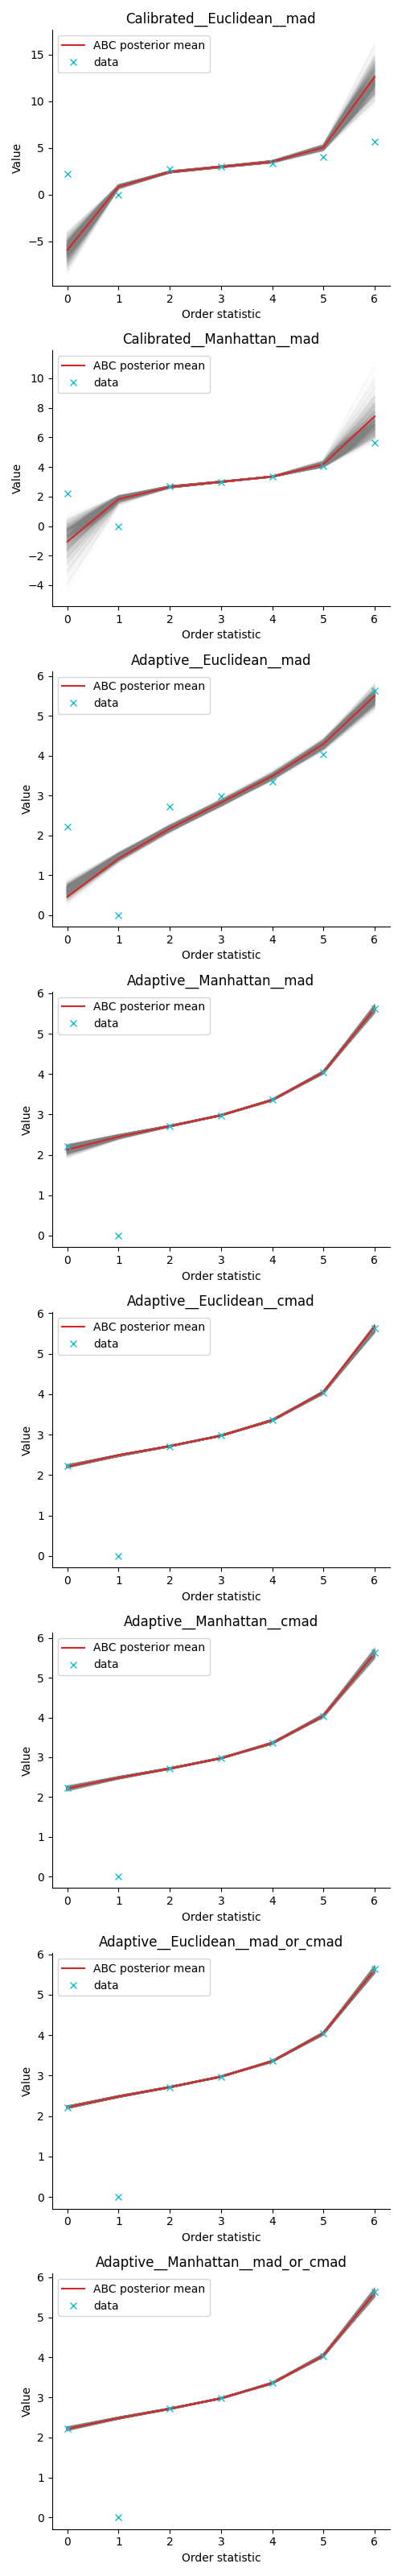 Calibrated__Euclidean__mad
ABC posterior mean
data
15
10
5
0
−5
Value
0 1 2 3 4 5 6
Order statistic
Calibrated__Manhattan__mad
ABC posterior mean
data
10
8
6
4
2
0
−2
−4
Value
0 1 2 3 4 5 6
Order statistic
Adaptive__Euclidean__mad
ABC posterior mean
data
6
5
4
3
2
1
0
Value
0 1 2 3 4 5 6
Order statistic
Adaptive__Manhattan__mad
ABC posterior mean
data
6
5
4
3
2
1
0
Value
0 1 2 3 4 5 6
Order statistic
Adaptive__Euclidean__cmad
ABC posterior mean
data
6
5
4
3
2
1
0
Value
0 1 2 3 4 5 6
Order statistic
Adaptive__Manhattan__cmad
ABC posterior mean
data
6
5
4
3
2
1
0
Value
0 1 2 3 4 5 6
Order statistic
Adaptive__Euclidean__mad_or_cmad
ABC posterior mean
data
6
5
4
3
2
1
0
Value
0 1 2 3 4 5 6
Order statistic
Adaptive__Manhattan__mad_or_cmad
ABC posterior mean
data
6
5
4
3
2
1
0
Value
0 1 2 3 4 5 6
Order statistic